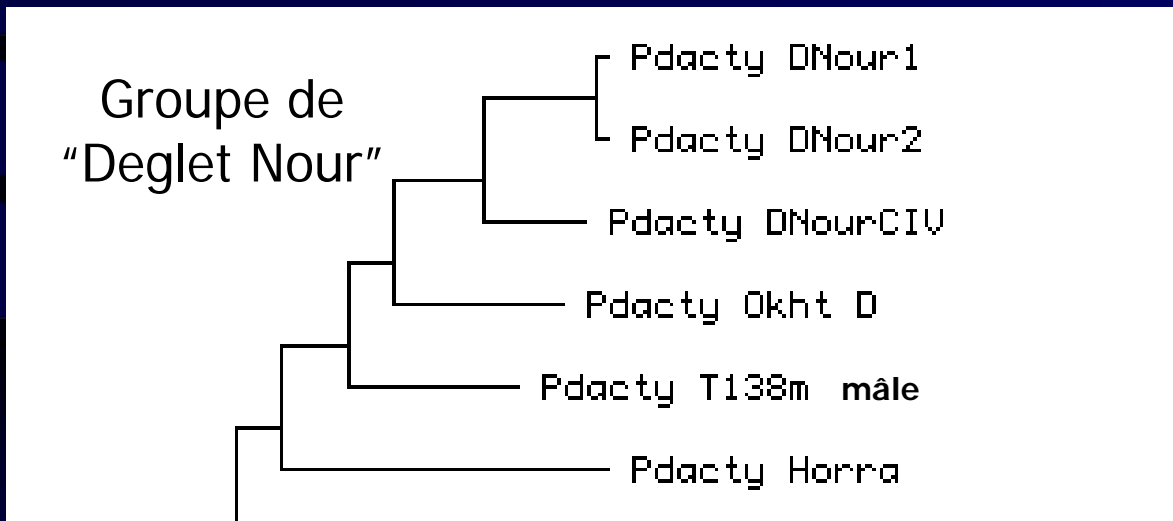 Groupe de
“Deglet Nour”
Pdacty DNour1
Pdacty DNour2
Pdacty DNourCIV
Pdacty Okht D
Pdacty T138m mâle
Pdacty Horra